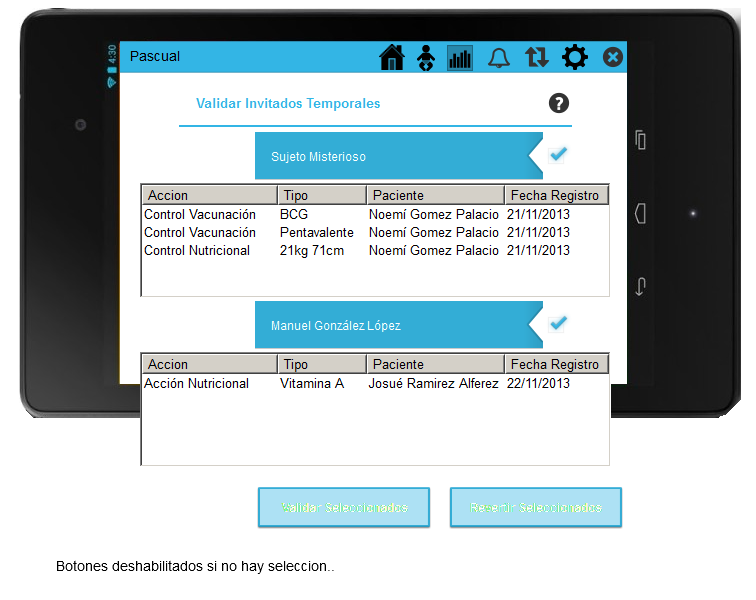 4:30
Pascual
Validar Invitados Temporales
?
Sujeto Misterioso
Accion Tipo Paciente Fecha Registro
Control Vacunación BCG Noemí Gomez Palacio 21/11/2013
Control Vacunación Pentavalente Noemí Gomez Palacio 21/11/2013
Control Nutricional 21kg 71cm Noemí Gomez Palacio 21/11/2013
Manuel González López
Accion Tipo Paciente Fecha Registro
Acción Nutricional Vitamina A Josué Ramirez Alferez 22/11/2013
Validar Seleccionados Revertir Seleccionados
Botones deshabilitados si no hay seleccion..